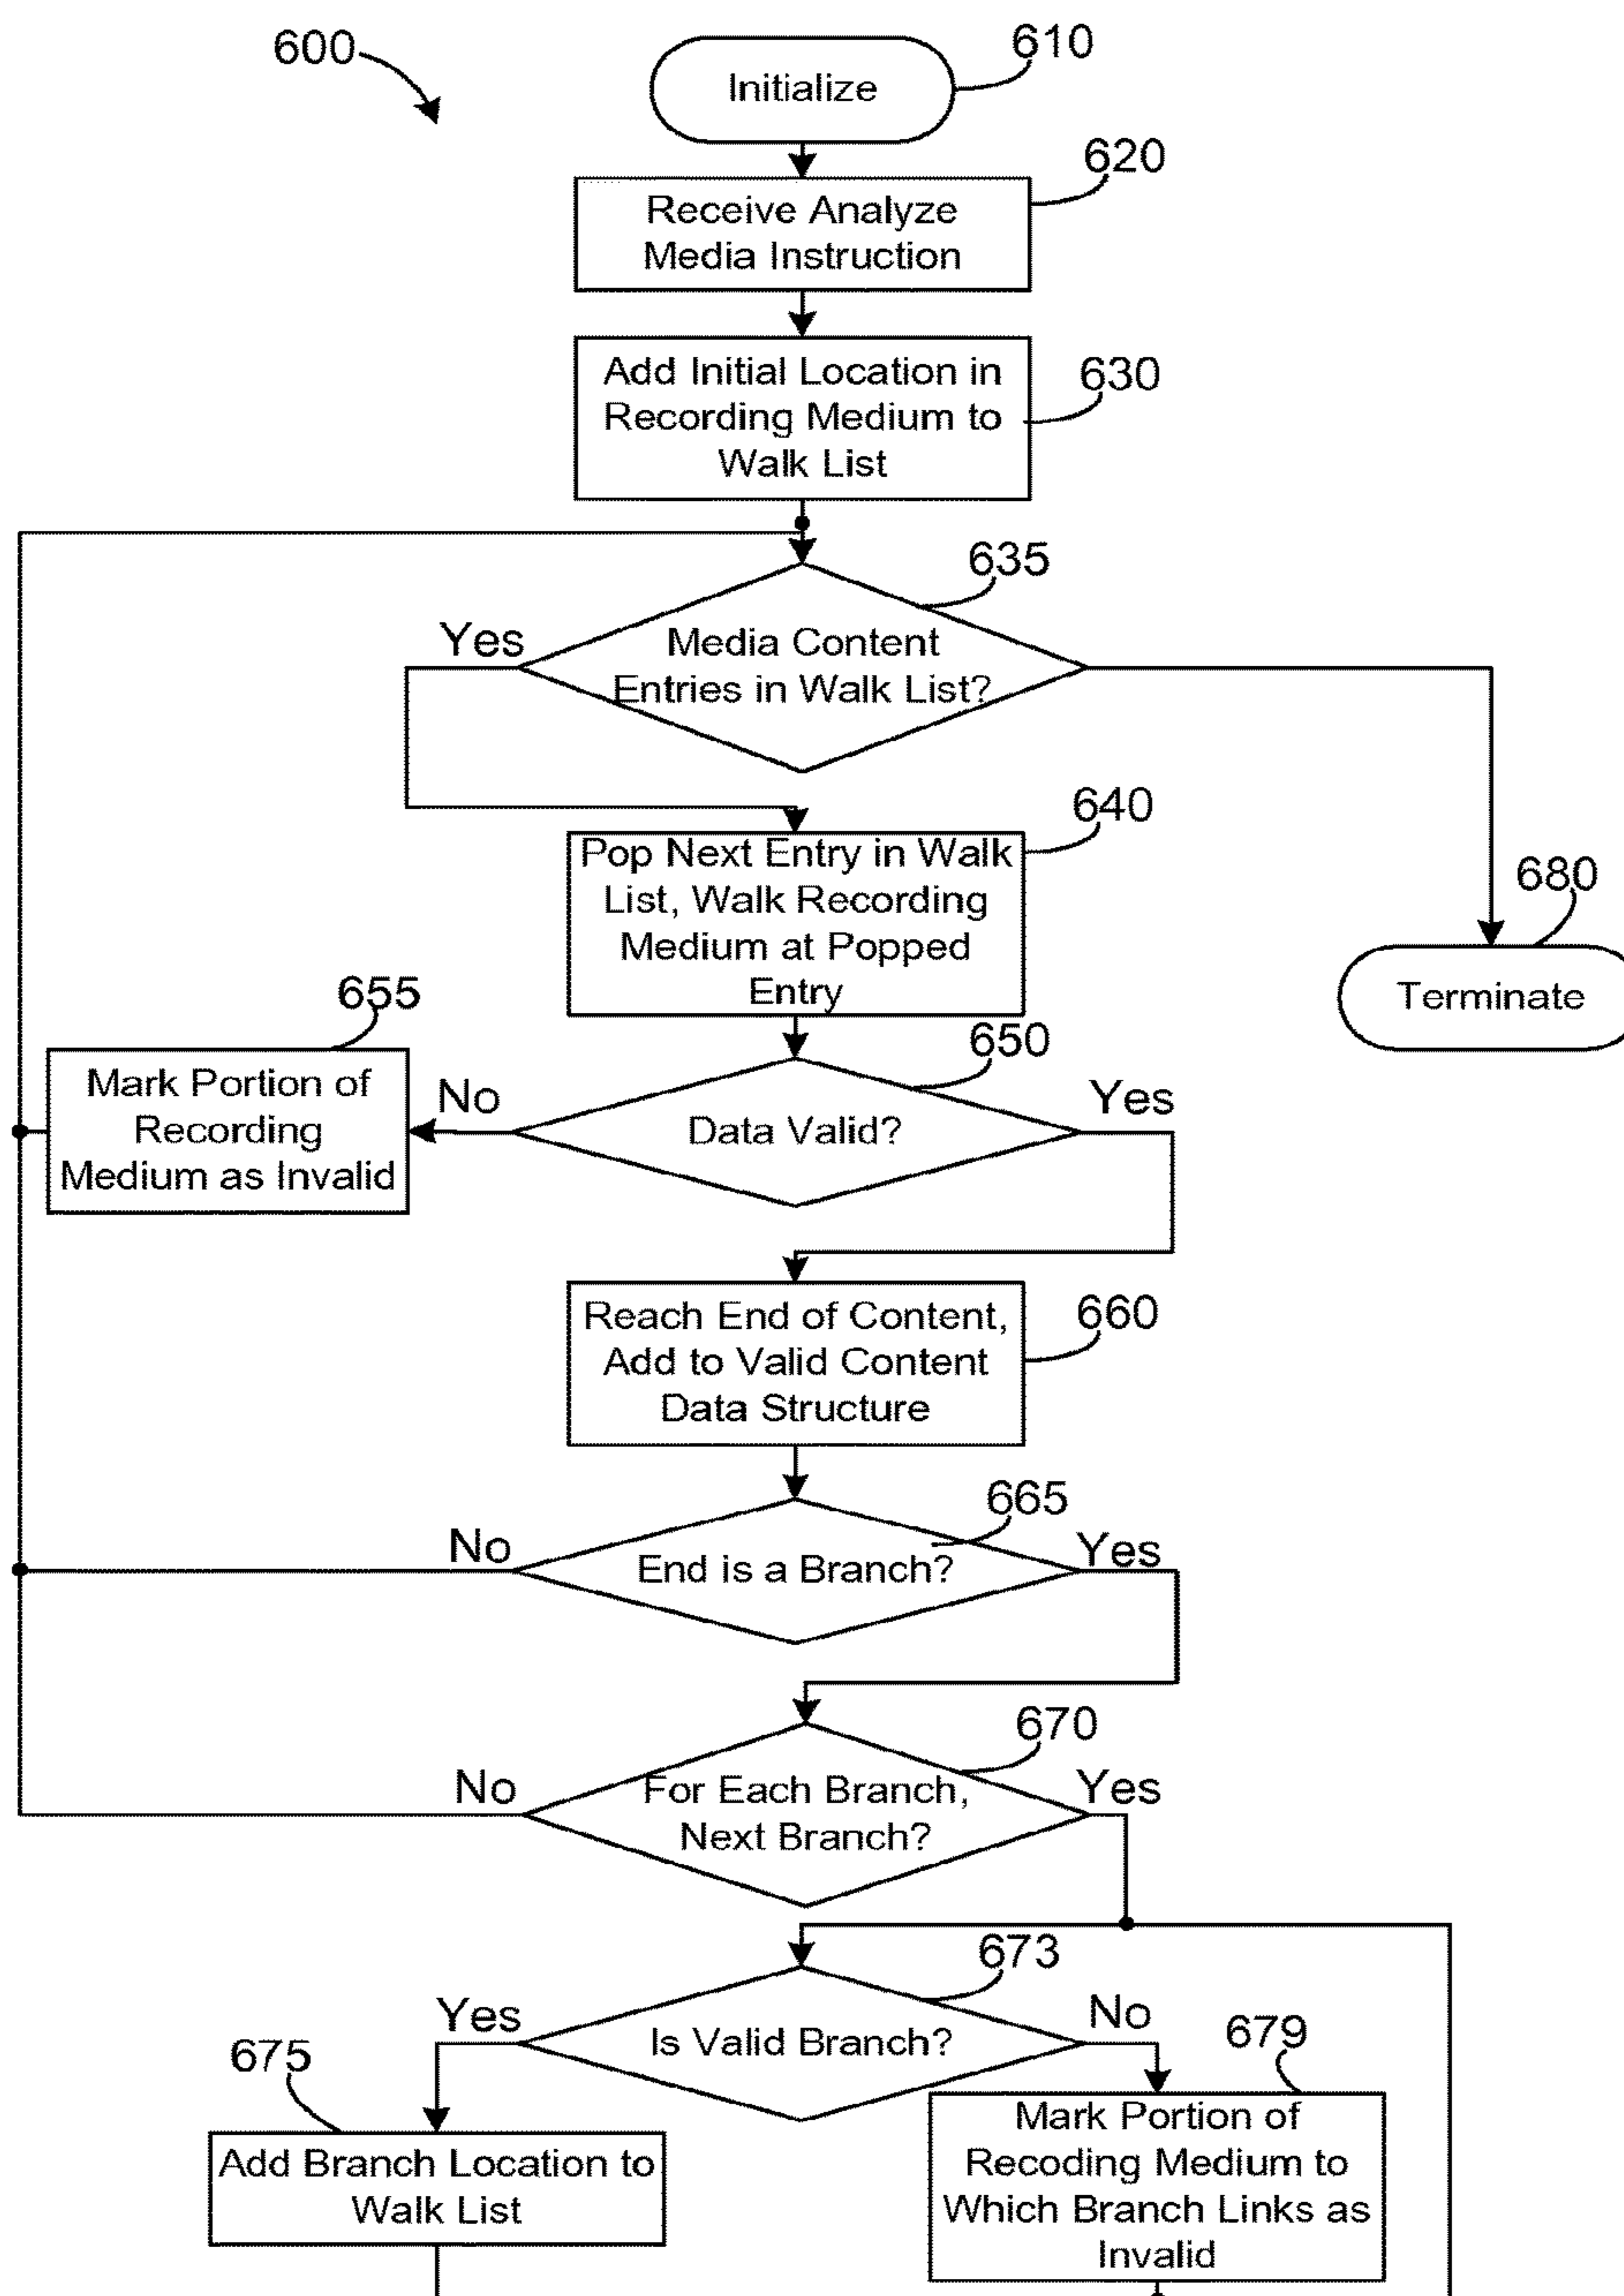 600
610
Initialize
620
Receive Analyze
Media Instruction
630
Add Initial Location in
Recording Medium to
Walk List
635
Yes
Media Content
Entries in Walk List?
640
Pop Next Entry in Walk
List, Walk Recording
Medium at Popped
Entry
680
Terminate
655
Mark Portion of
Recording
Medium as Invalid
650
No
Yes
Data Valid?
660
Reach End of Content,
Add to Valid Content
Data Structure
665
No
Yes
End is a Branch?
670
No
Yes
For Each Branch,
Next Branch?
673
Yes
No
Is Valid Branch?
675
Add Branch Location to
Walk List
679
Mark Portion of
Recoding Medium to
Which Branch Links as
Invalid